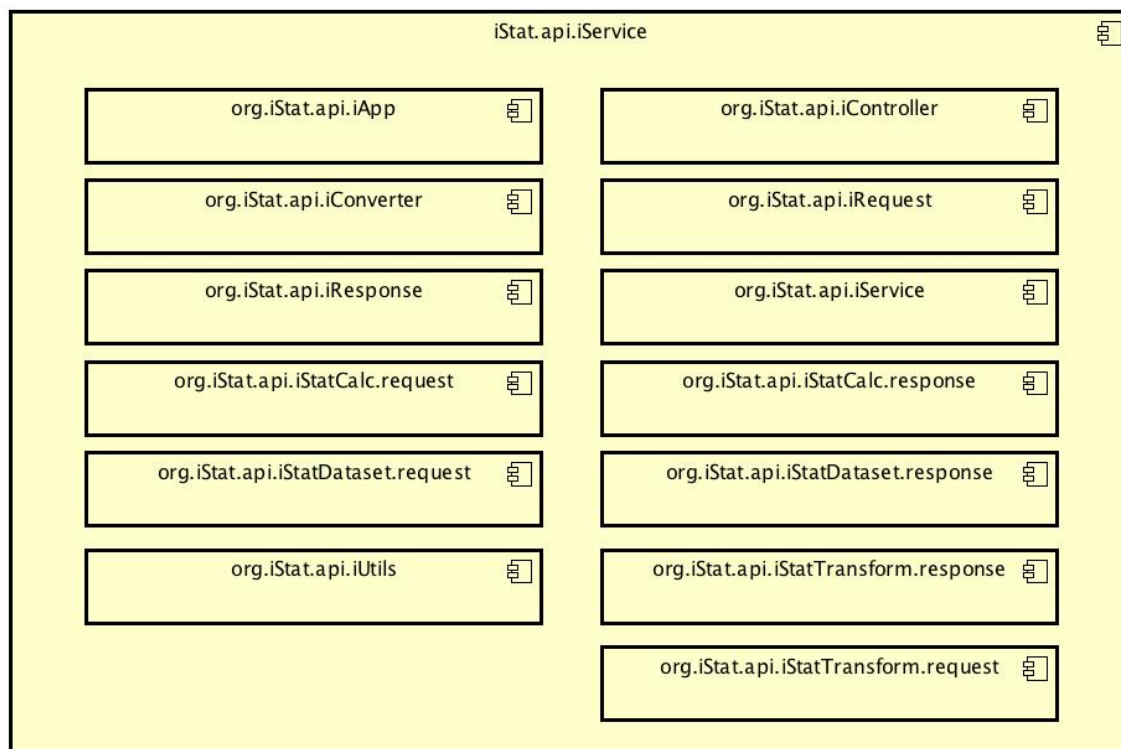 iStat.api.iService
org.iStat.api.iApp
org.iStat.api.iController
org.iStat.api.iConverter
org.iStat.api.iRequest
org.iStat.api.iResponse
org.iStat.api.iService
org.iStat.api.iStatCalc.request
org.iStat.api.iStatCalc.response
org.iStat.api.iStatDataset.request
org.iStat.api.iStatDataset.response
org.iStat.api.iUtils
org.iStat.api.iStatTransform.response
org.iStat.api.iStatTransform.request